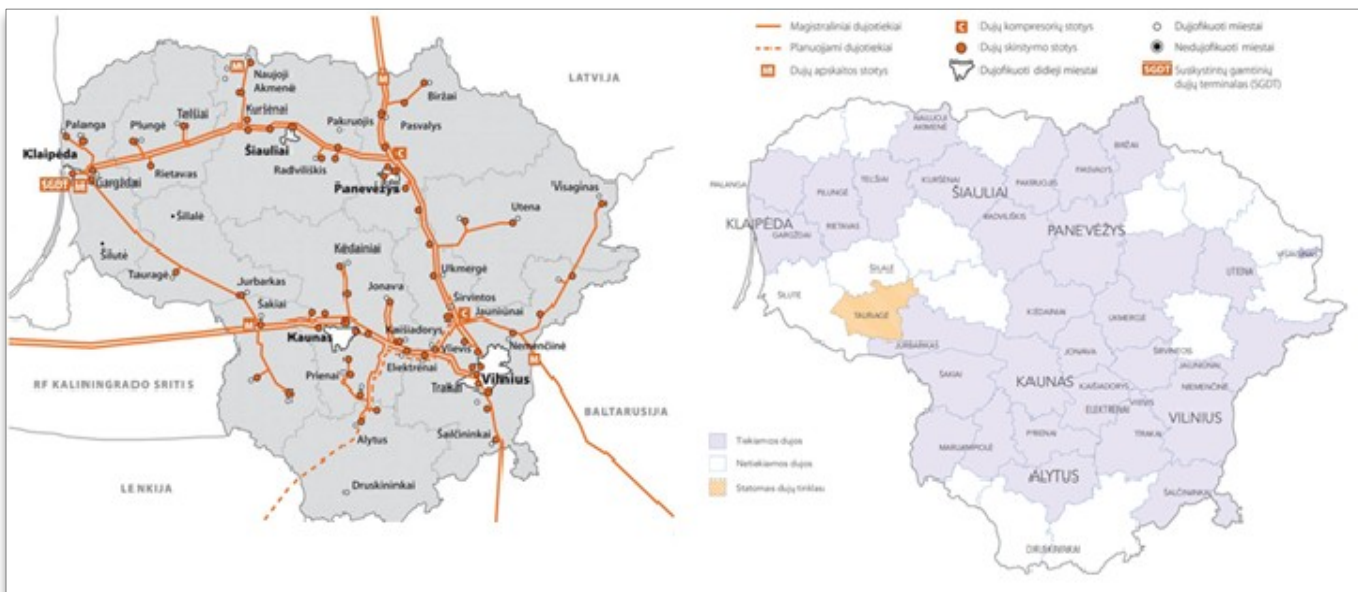 Magistraliniai dujotiekiai
Planuojami dujotiekiai
M Dujų apskaitos stotys
C Dujų kompresorių stotys
Dujų skirstymo stotys
Dujofikuoti didieji miestai
Dujofikuoti miestai
Nedujofikuoti miestai
SGDT Suskystintų gamtinių
dujų terminalas (SGDT)
LATVIJA
M
M
Naujoji
Akmenė
Biržai
Palanga
Plungė
Telšiai
Kuršėnai
Pakruojis
Pasvalys
Klaipėda
Šiauliai
C
SGDT
M
Gargždai
Rietavas
Radviliškis
Panevėžys
Visaginas
Šilalė
Utena
Šilutė
Kėdainiai
Tauragė
Ukmergė
Jurbarkas
Jonava
Širvintos
Šakiai
C
Jauniūnai
M
Kaunas
Kaišiadorys
Vievis
Nemenčinė
M
Elektrėnai
Prienai
Trakai
Vilnius
RF KALININGRADO SRITIS
BALTARUSIJA
Alytus
Šalčininkai
LENKIJA
Druskininkai
NAUJOJI
AKMENĖ
BIRŽAI
PALANGA
PLUNGĖ
TELŠIAI
KURŠĖNAI
ŠIAULIAI
PAKRUOJIS
PASVALYS
KLAIPĖDA
GARGŽDAI
RIETAVAS
RADVILIŠKIS
PANEVĖŽYS
VISAGINAS
ŠILALĖ
UTENA
ŠILUTĖ
TAURAGĖ
KĖDAINIAI
UKMERGĖ
JURBARKAS
JONAVA
ŠIRVINTOS
JAUNIŪNAI
ŠAKIAI
KAUNAS
KAIŠIADORYS
NEMENČINĖ
ELEKTRĖNAI
VIEVIS
VILNIUS
MARIJAMPOLĖ
PRIENAI
TRAKAI
ALYTUS
ŠALČININKAI
DRUSKININKAI
Tiekiamos dujos
Netiekiamos dujos
Statomas dujų tinklas